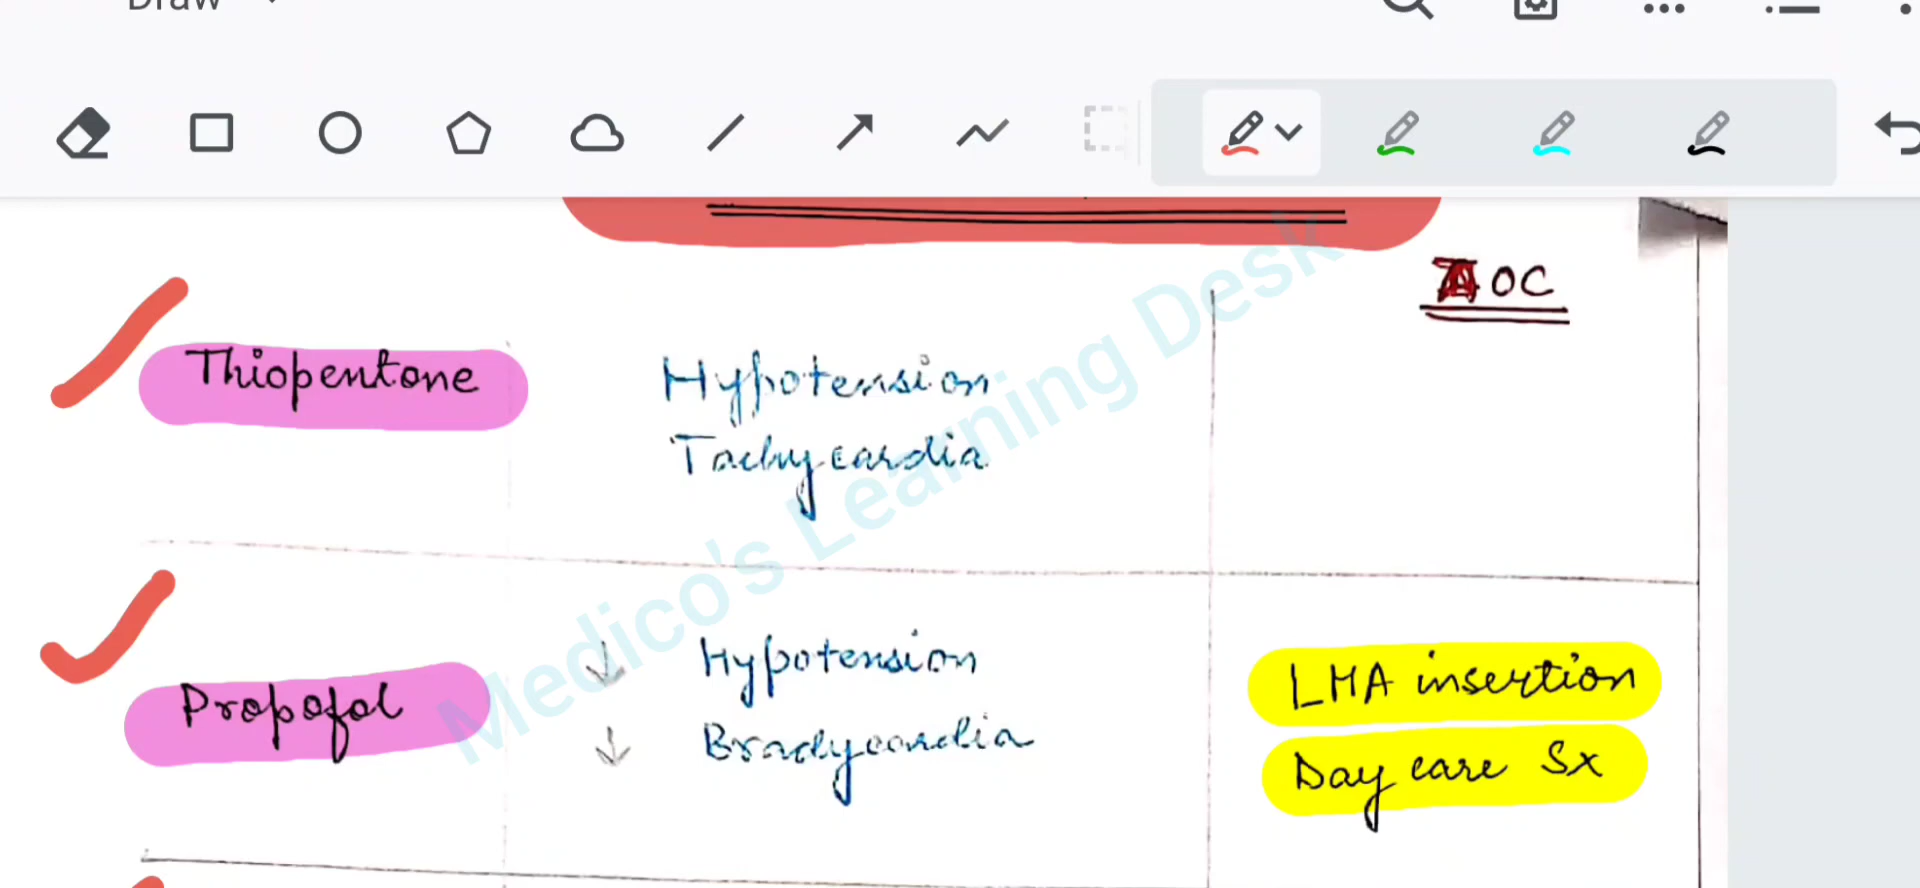 Draw
AOC
Thiopentone
Hypotension
Tachycardia
Propofol
↓ Hypotension
↓ Bradycardia
LMA insertion
Day care Sx
Medico's Learning Desk